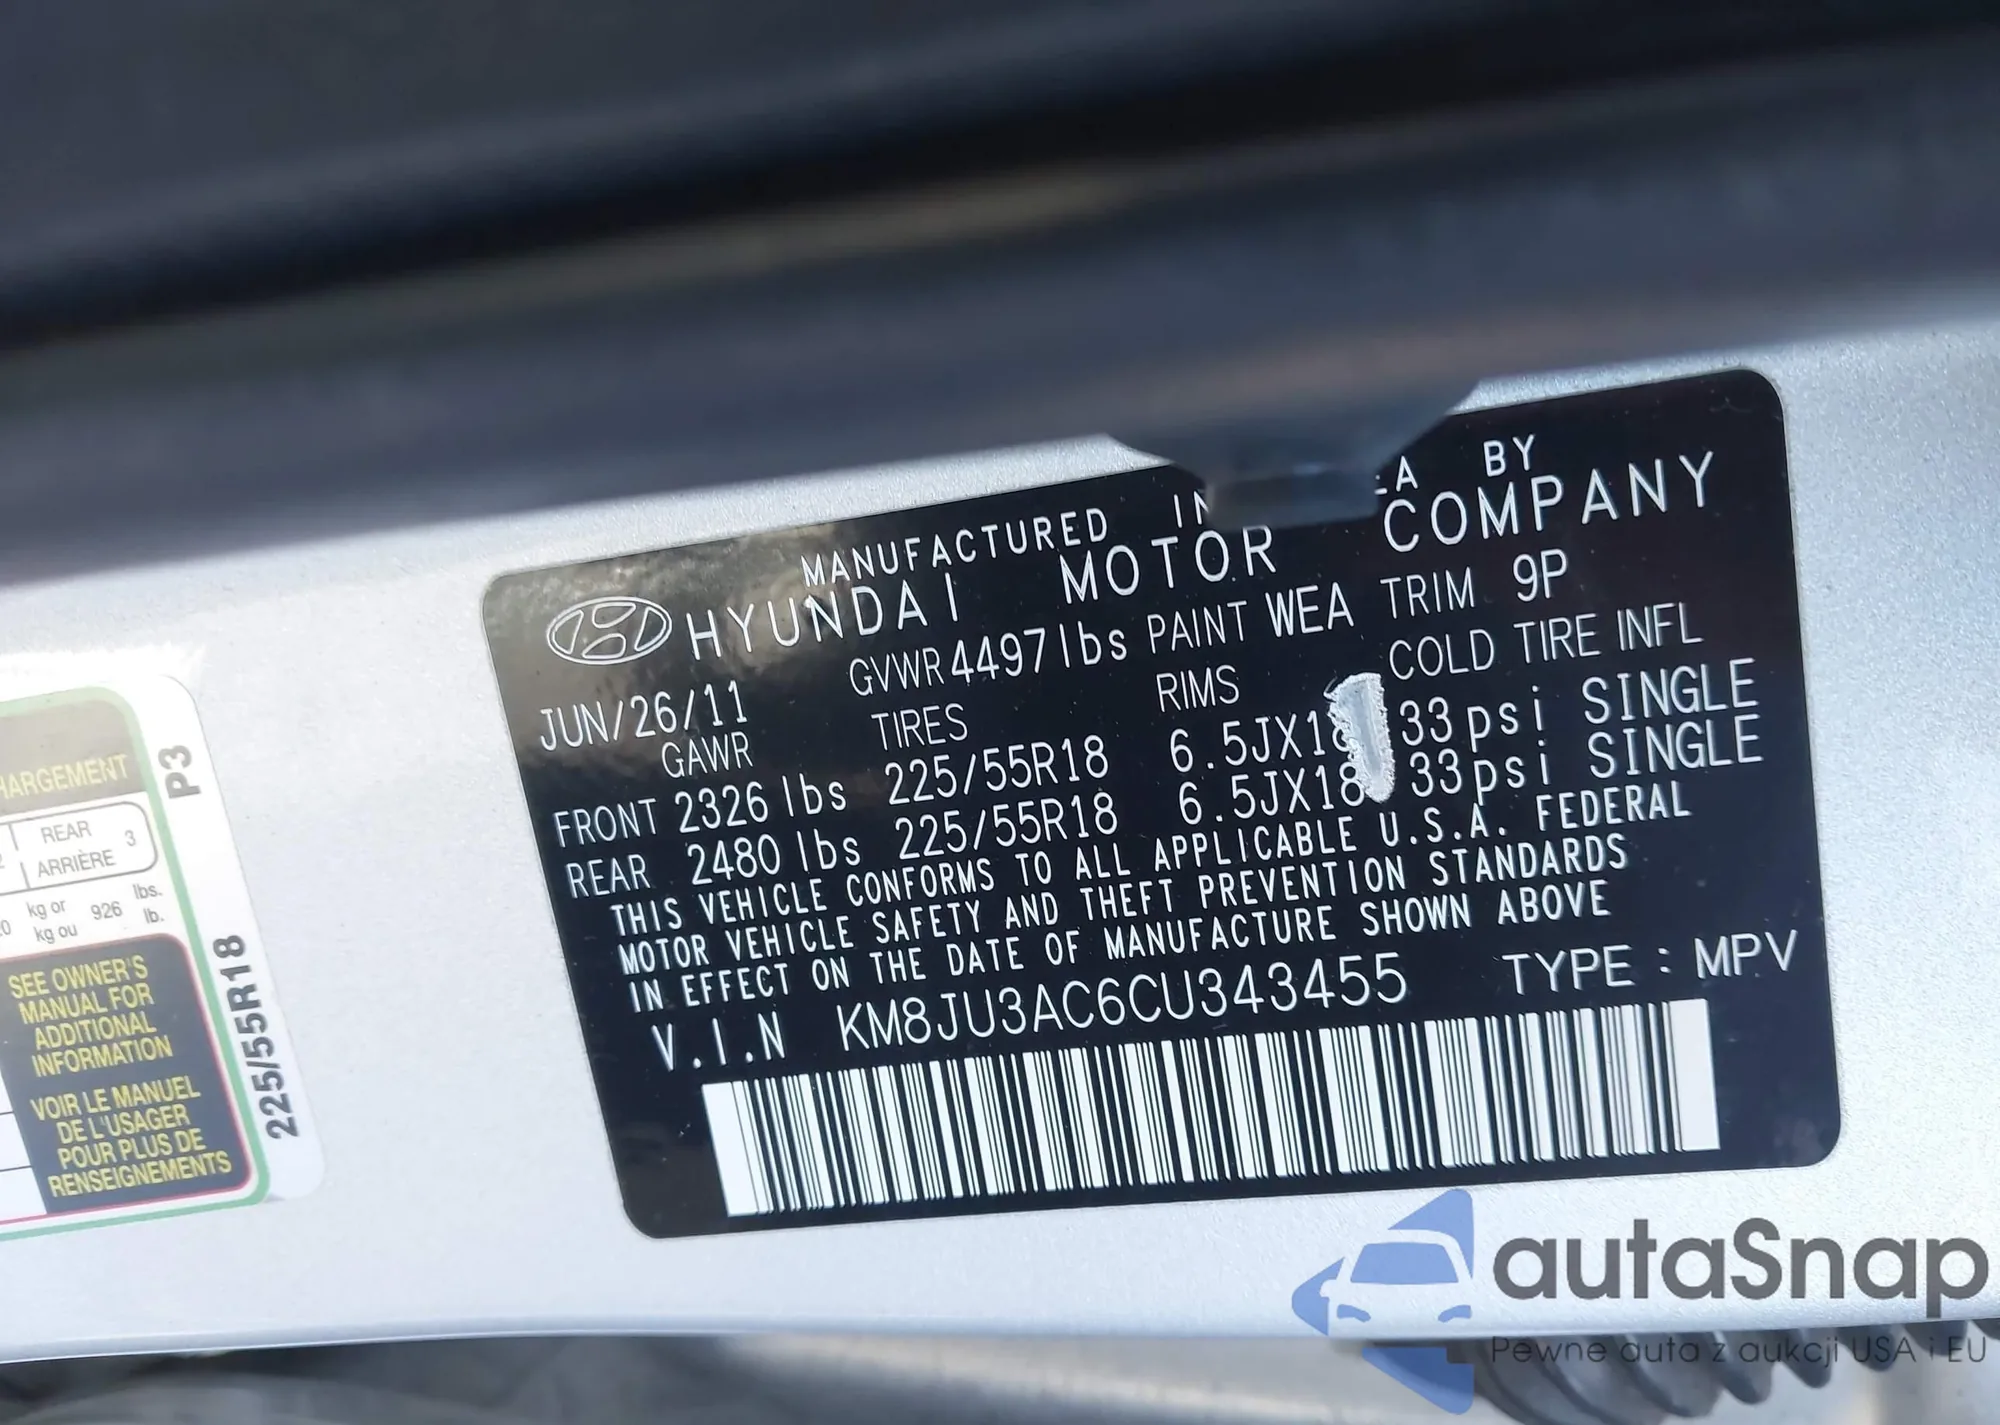 MANUFACTURED IN BY
HYUNDAI MOTOR COMPANY
JUN/26/11 GVWR 4497 lbs PAINT WEA TRIM 9P
GAWR TIRES RIMS COLD TIRE INFL
FRONT 2326 lbs 225/55R18 6.5JX18 33psi SINGLE
REAR 2480 lbs 225/55R18 6.5JX18 33psi SINGLE
THIS VEHICLE CONFORMS TO ALL APPLICABLE U.S.A. FEDERAL
MOTOR VEHICLE SAFETY AND THEFT PREVENTION STANDARDS
IN EFFECT ON THE DATE OF MANUFACTURE SHOWN ABOVE
V.I.N KM8JU3AC6CU343455 TYPE : MPV
P3
REAR 3
ARRIÈRE
kg or 926 lbs.
kg ou lb.
SEE OWNER'S
MANUAL FOR
ADDITIONAL
INFORMATION
VOIR LE MANUEL
DE L'USAGER
POUR PLUS DE
RENSEIGNEMENTS
225/55R18
autaSnap
Pewne auta z aukcji USA i EU